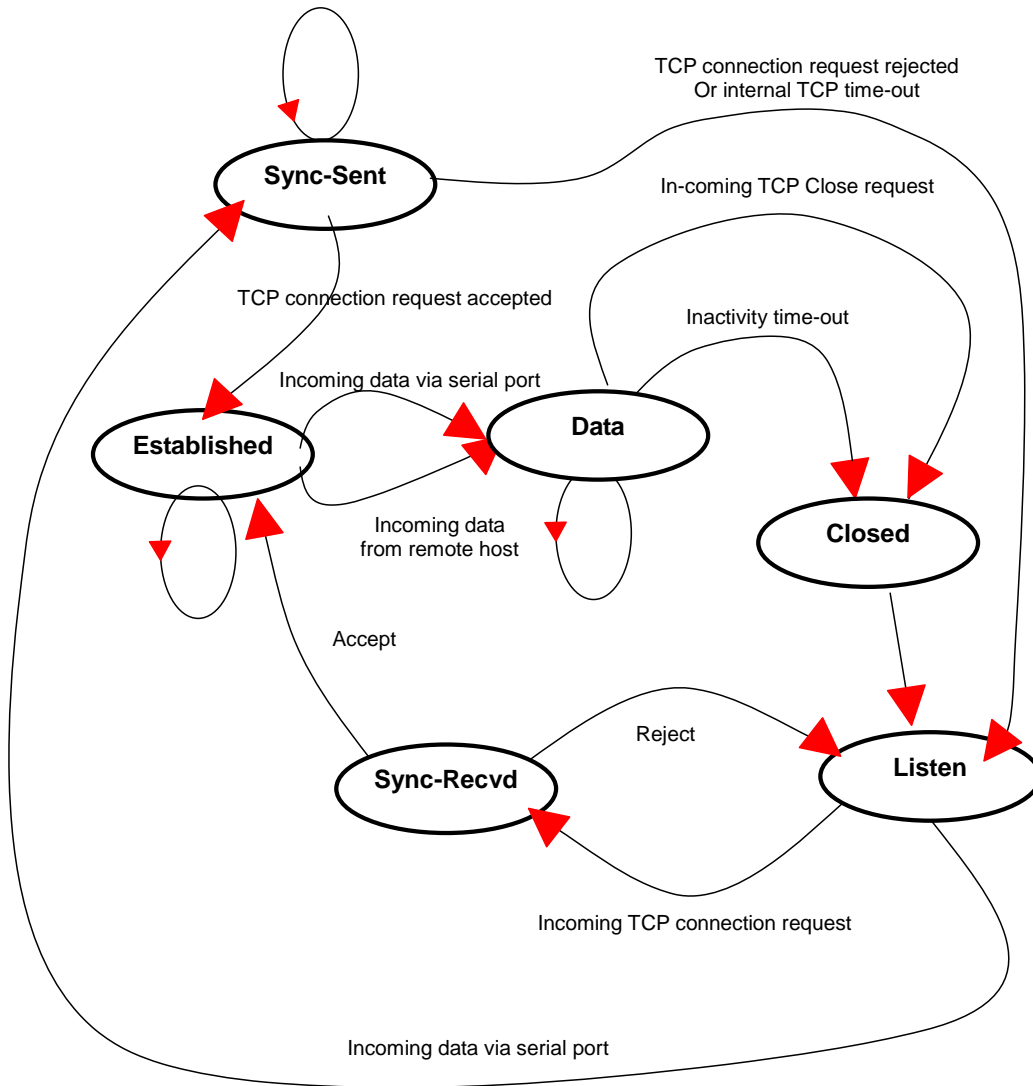 TCP connection request rejected
Or internal TCP time-out
Sync-Sent
In-coming TCP Close request
TCP connection request accepted
Inactivity time-out
Incoming data via serial port
Data
Established
Incoming data
from remote host
Closed
Accept
Reject
Sync-Recvd
Listen
Incoming TCP connection request
Incoming data via serial port